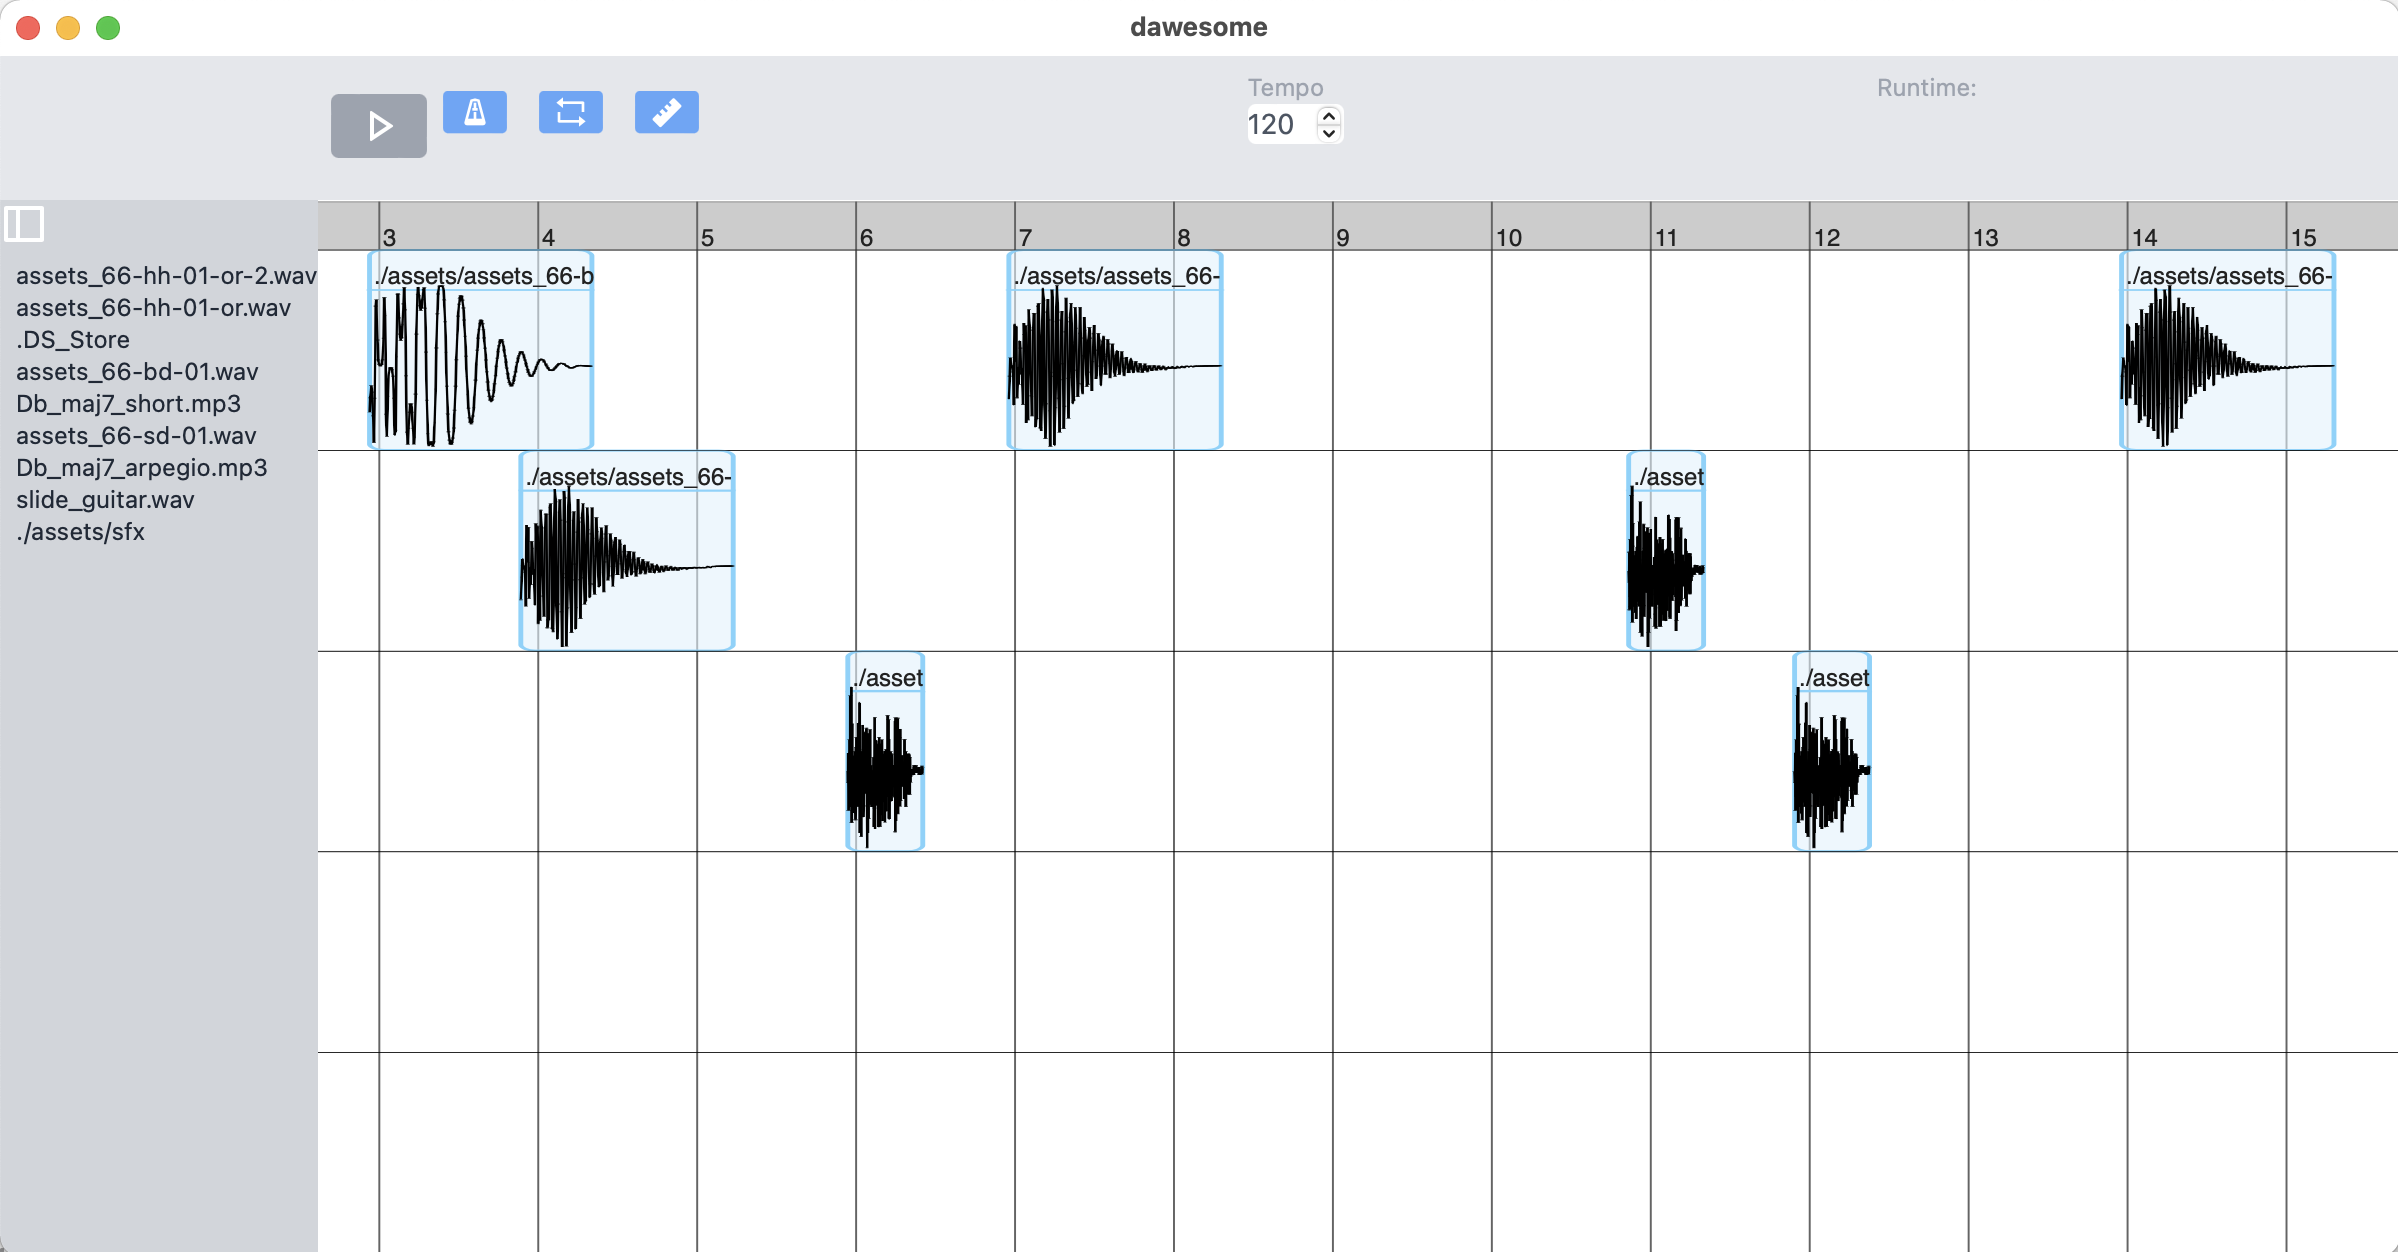 dawesome
Tempo
120
Runtime:
3 4 5 6 7 8 9 10 11 12 13 14 15
assets_66-hh-01-or-2.wav
assets_66-hh-01-or.wav
.DS_Store
assets_66-bd-01.wav
Db_maj7_short.mp3
assets_66-sd-01.wav
Db_maj7_arpegio.mp3
slide_guitar.wav
./assets/sfx
./assets/assets_66-b
./assets/assets_66-
./assets/assets_66-
./assets/assets_66-
./asset
./asset
./asset